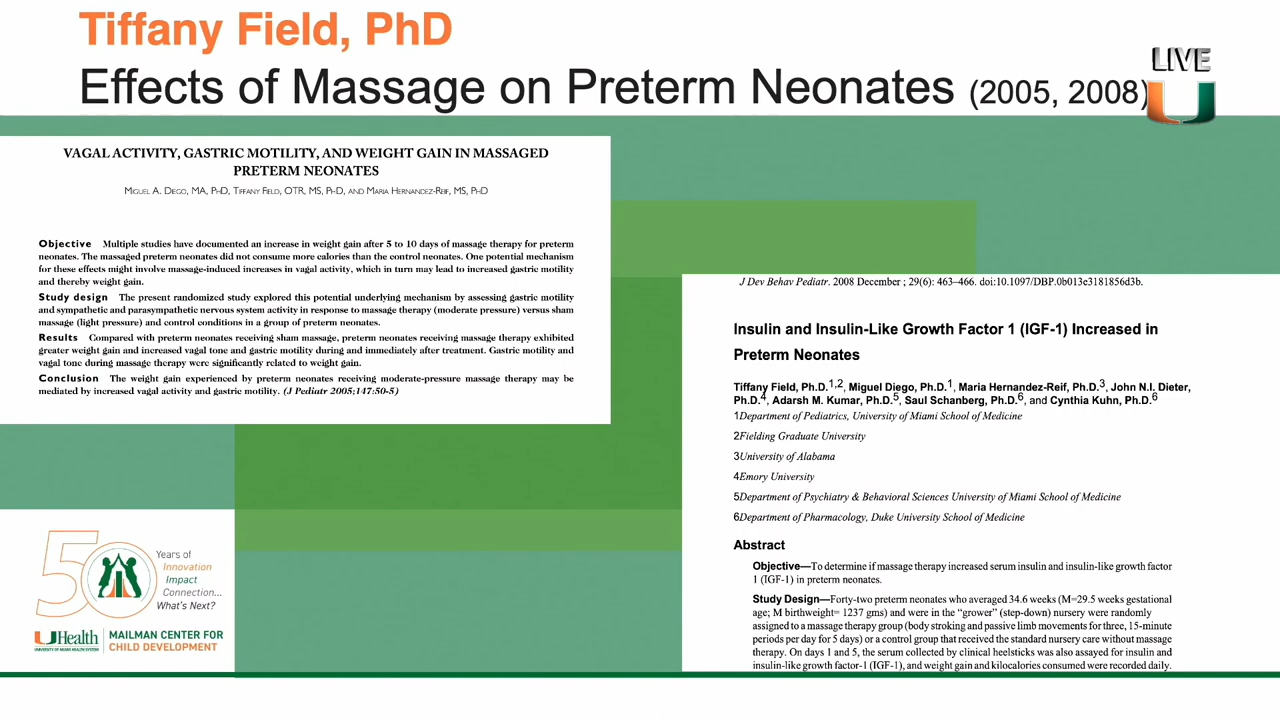 Tiffany Field, PhD
Effects of Massage on Preterm Neonates (2005, 2008)
LIVE
VAGAL ACTIVITY, GASTRIC MOTILITY, AND WEIGHT GAIN IN MASSAGED
PRETERM NEONATES
Miguel A. Diego, MA, PhD, Tiffany Field, OTR, MS, PhD, and Maria Hernandez-Reif, MS, PhD
Objective Multiple studies have documented an increase in weight gain after 5 to 10 days of massage therapy for preterm
neonates. The massaged preterm neonates did not consume more calories than the control neonates. One potential mechanism
for these effects might involve massage-induced increases in vagal activity, which in turn may lead to increased gastric motility
and thereby weight gain.
Study design The present randomized study explored this potential underlying mechanism by assessing gastric motility
and sympathetic and parasympathetic nervous system activity in response to massage therapy (moderate pressure) versus sham
massage (light pressure) and control conditions in a group of preterm neonates.
Results Compared with preterm neonates receiving sham massage, preterm neonates receiving massage therapy exhibited
greater weight gain and increased vagal tone and gastric motility during and immediately after treatment. Gastric motility and
vagal tone during massage therapy were significantly related to weight gain.
Conclusion The weight gain experienced by preterm neonates receiving moderate-pressure massage therapy may be
mediated by increased vagal activity and gastric motility. (J Pediatr 2005;147:50-5)
J Dev Behav Pediatr. 2008 December ; 29(6): 463–466. doi:10.1097/DBP.0b013e3181856d3b.
Insulin and Insulin-Like Growth Factor 1 (IGF-1) Increased in
Preterm Neonates
Tiffany Field, Ph.D.1,2, Miguel Diego, Ph.D.1, Maria Hernandez-Reif, Ph.D.3, John N.I. Dieter,
Ph.D.4, Adarsh M. Kumar, Ph.D.5, Saul Schanberg, Ph.D.6, and Cynthia Kuhn, Ph.D.6
1Department of Pediatrics, University of Miami School of Medicine
2Fielding Graduate University
3University of Alabama
4Emory University
5Department of Psychiatry & Behavioral Sciences University of Miami School of Medicine
6Department of Pharmacology, Duke University School of Medicine
Abstract
Objective—To determine if massage therapy increased serum insulin and insulin-like growth factor
1 (IGF-1) in preterm neonates.
Study Design—Forty-two preterm neonates who averaged 34.6 weeks (M=29.5 weeks gestational
age; M birthweight= 1237 gms) and were in the “grower” (step-down) nursery were randomly
assigned to a massage therapy group (body stroking and passive limb movements for three, 15-minute
periods per day for 5 days) or a control group that received the standard nursery care without massage
therapy. On days 1 and 5, the serum collected by clinical heelsticks was also assayed for insulin and
insulin-like growth factor-1 (IGF-1), and weight gain and kilocalories consumed were recorded daily.
50
Years of
Innovation
Impact
Connection...
What's Next?
UHealth
UNIVERSITY OF MIAMI HEALTH SYSTEM
MAILMAN CENTER FOR
CHILD DEVELOPMENT